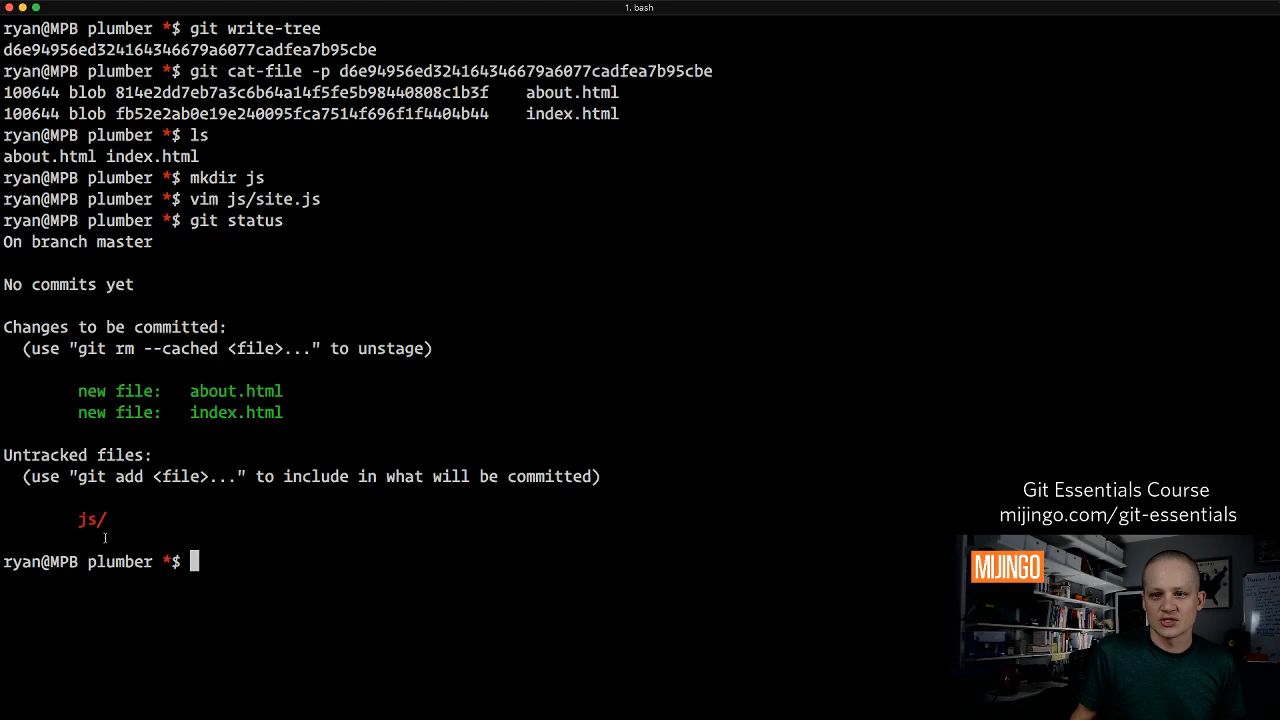 1. bash
ryan@MPB plumber *$ git write-tree
d6e94956ed324164346679a6077cadfea7b95cbe
ryan@MPB plumber *$ git cat-file -p d6e94956ed324164346679a6077cadfea7b95cbe
100644 blob 814e2dd7eb7a3c6b64a14f5fe5b98440808c1b3f    about.html
100644 blob fb52e2ab0e19e240095fca7514f696f1f4404b44    index.html
ryan@MPB plumber *$ ls
about.html index.html
ryan@MPB plumber *$ mkdir js
ryan@MPB plumber *$ vim js/site.js
ryan@MPB plumber *$ git status
On branch master
No commits yet
Changes to be committed:
  (use "git rm --cached <file>..." to unstage)
        new file:   about.html
        new file:   index.html
Untracked files:
  (use "git add <file>..." to include in what will be committed)
        js/
ryan@MPB plumber *$
Git Essentials Course
mijingo.com/git-essentials
MIJINGO